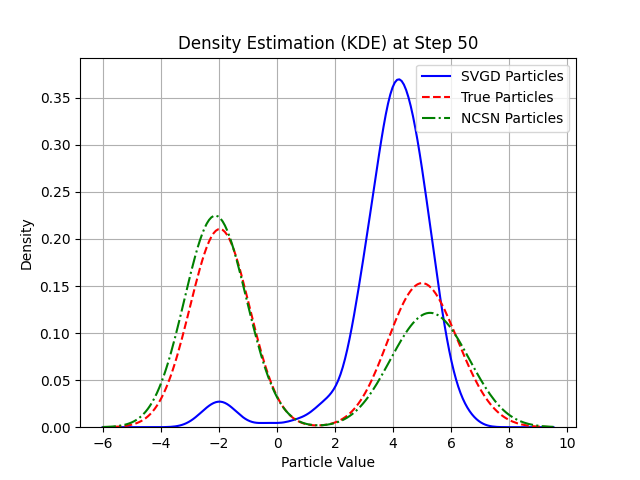 Density Estimation (KDE) at Step 50
SVGD Particles
True Particles
NCSN Particles
0.35
0.30
0.25
0.20
0.15
0.10
0.05
0.00
Density
−6 −4 −2 0 2 4 6 8 10
Particle Value